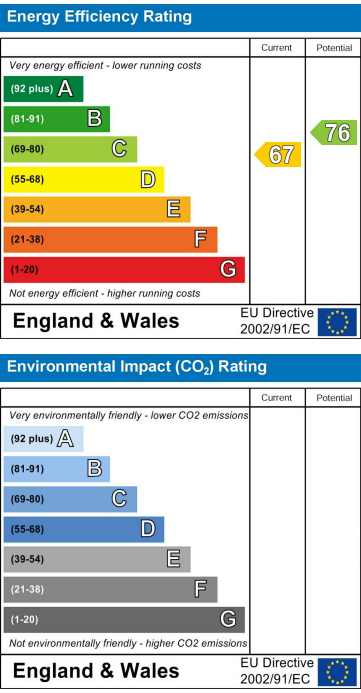 Energy Efficiency Rating
Current Potential
Very energy efficient - lower running costs
(92 plus) A
(81-91) B
(69-80) C
(55-68) D
(39-54) E
(21-38) F
(1-20) G
67
76
Not energy efficient - higher running costs
England & Wales
EU Directive
2002/91/EC
Environmental Impact (CO2) Rating
Current Potential
Very environmentally friendly - lower CO2 emissions
(92 plus) A
(81-91) B
(69-80) C
(55-68) D
(39-54) E
(21-38) F
(1-20) G
Not environmentally friendly - higher CO2 emissions
England & Wales
EU Directive
2002/91/EC